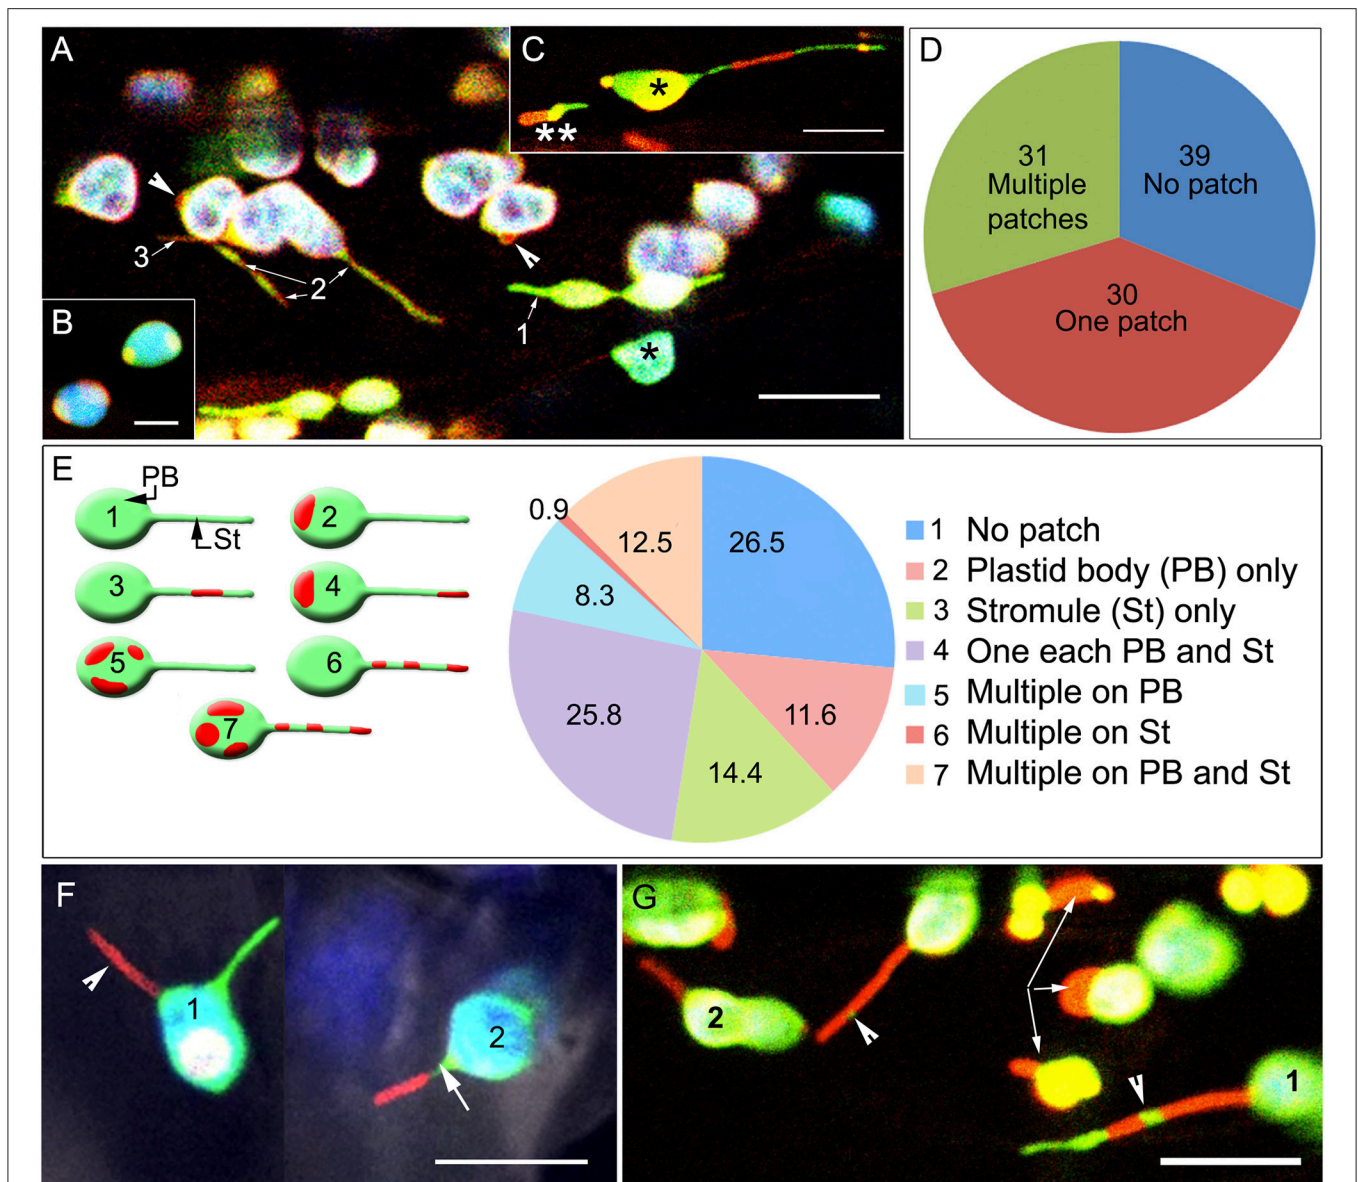 A
3
2
1
*
B
C
*
**
D
31
Multiple
patches
39
No patch
30
One patch
E
PB
1
St
2
3
4
5
6
7
0.9
12.5
26.5
8.3
11.6
25.8
14.4
1 No patch
2 Plastid body (PB) only
3 Stromule (St) only
4 One each PB and St
5 Multiple on PB
6 Multiple on St
7 Multiple on PB and St
F
1
2
G
2
1